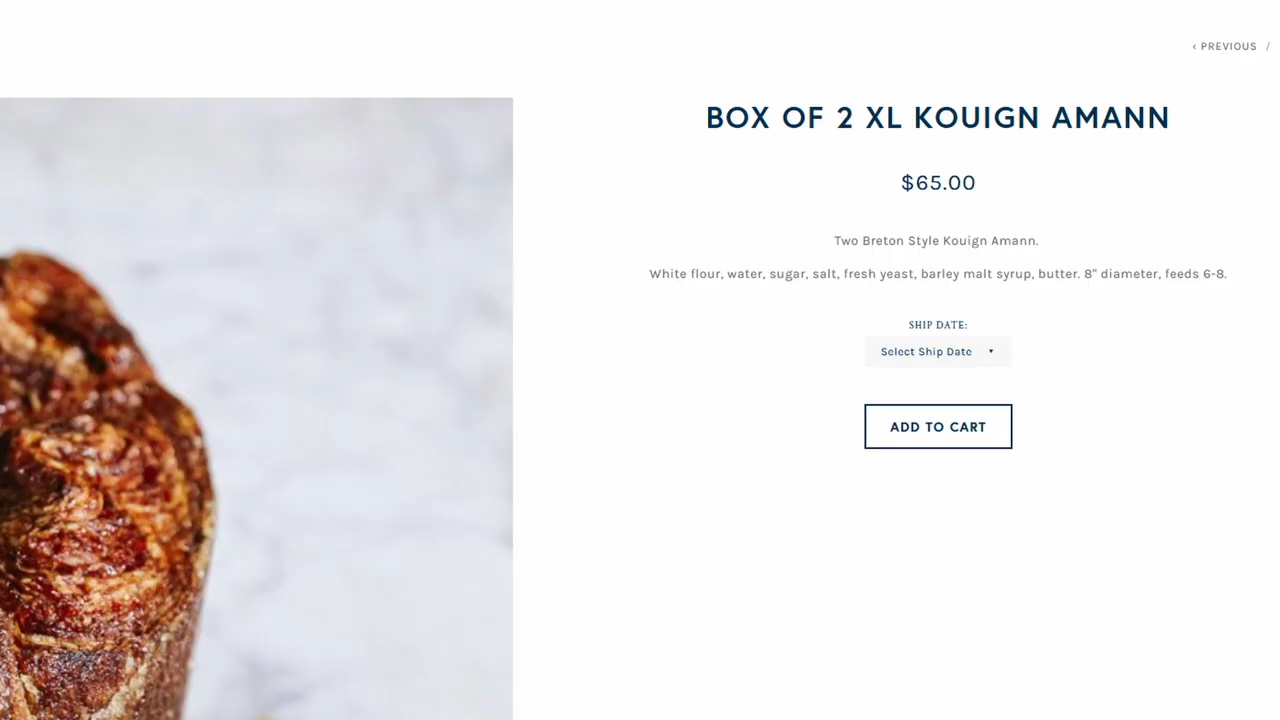 ‹ PREVIOUS /
BOX OF 2 XL KOUIGN AMANN
$65.00
Two Breton Style Kouign Amann.
White flour, water, sugar, salt, fresh yeast, barley malt syrup, butter. 8" diameter, feeds 6-8.
SHIP DATE:
Select Ship Date ▾
ADD TO CART